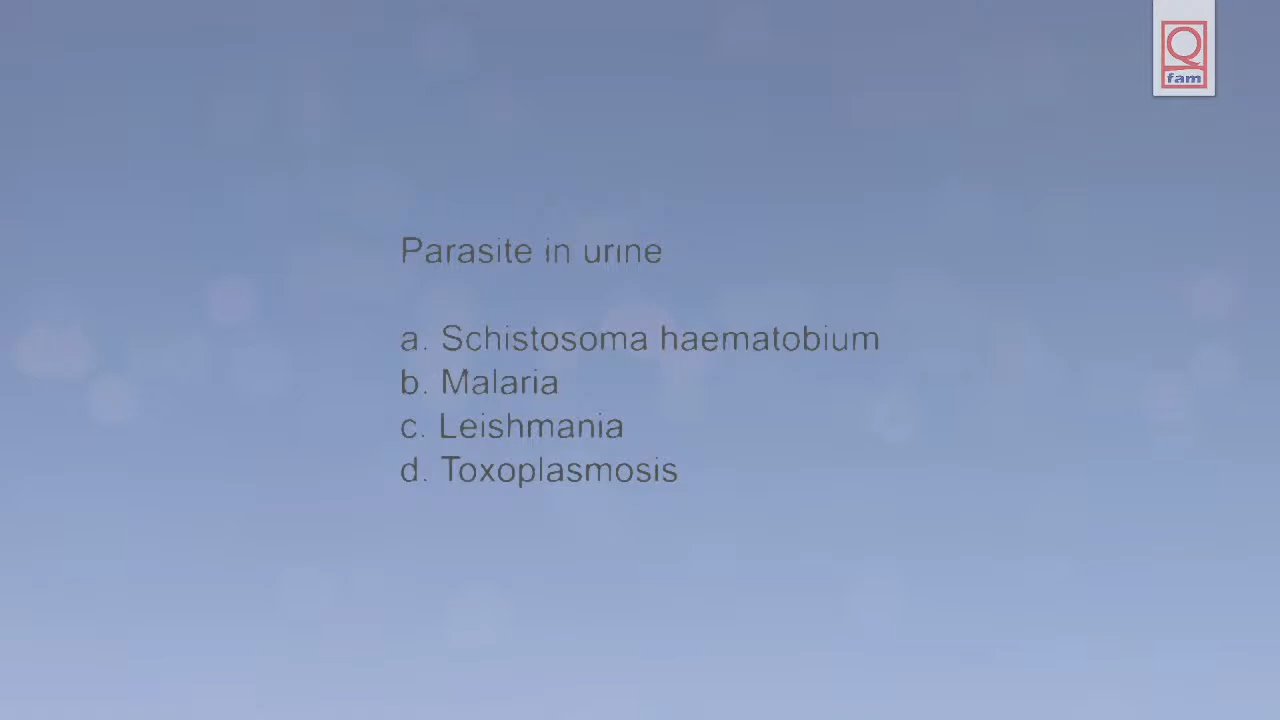 Q
fam
Parasite in urine
a. Schistosoma haematobium
b. Malaria
c. Leishmania
d. Toxoplasmosis